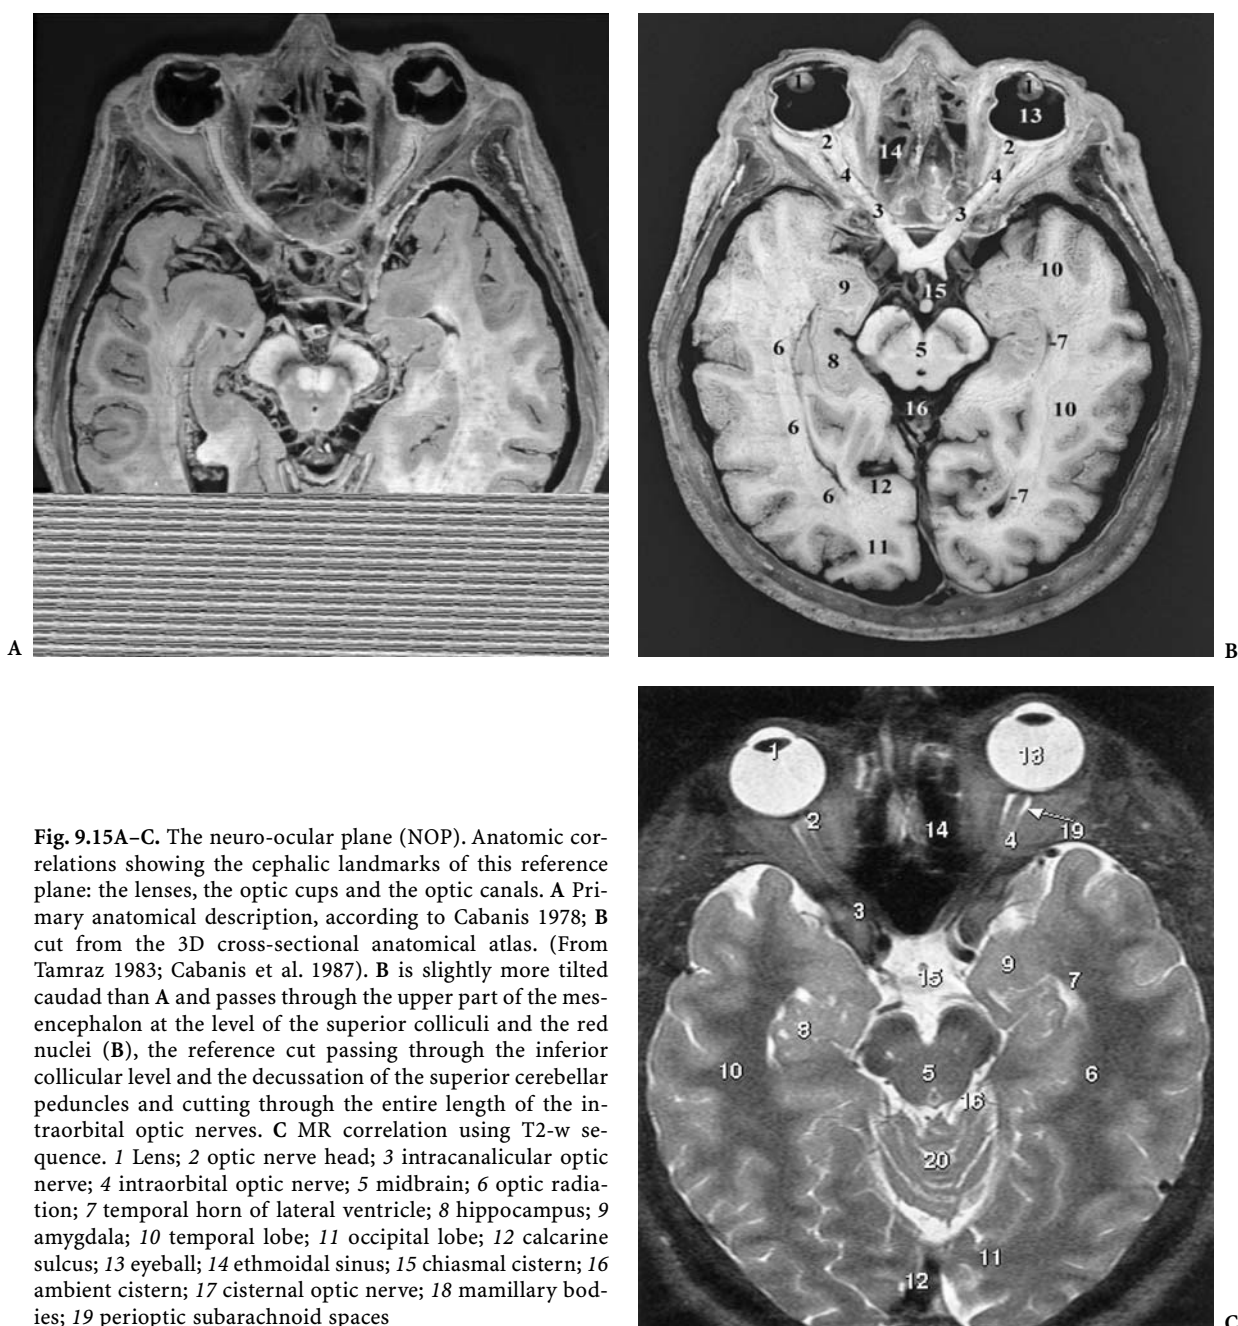 1
1
13
2
2
14
4
4
3
3
10
9
15
6
5
-7
8
16
10
6
6
12
-7
11
A
B
1
13
2
14
4
19
3
15
9
7
8
10
5
6
16
20
11
12
C
Fig. 9.15A–C. The neuro-ocular plane (NOP). Anatomic cor-
relations showing the cephalic landmarks of this reference
plane: the lenses, the optic cups and the optic canals. A Pri-
mary anatomical description, according to Cabanis 1978; B
cut from the 3D cross-sectional anatomical atlas. (From
Tamraz 1983; Cabanis et al. 1987). B is slightly more tilted
caudad than A and passes through the upper part of the mes-
encephalon at the level of the superior colliculi and the red
nuclei (B), the reference cut passing through the inferior
collicular level and the decussation of the superior cerebellar
peduncles and cutting through the entire length of the in-
traorbital optic nerves. C MR correlation using T2-w se-
quence. 1 Lens; 2 optic nerve head; 3 intracanalicular optic
nerve; 4 intraorbital optic nerve; 5 midbrain; 6 optic radia-
tion; 7 temporal horn of lateral ventricle; 8 hippocampus; 9
amygdala; 10 temporal lobe; 11 occipital lobe; 12 calcarine
sulcus; 13 eyeball; 14 ethmoidal sinus; 15 chiasmal cistern; 16
ambient cistern; 17 cisternal optic nerve; 18 mamillary bod-
ies; 19 perioptic subarachnoid spaces